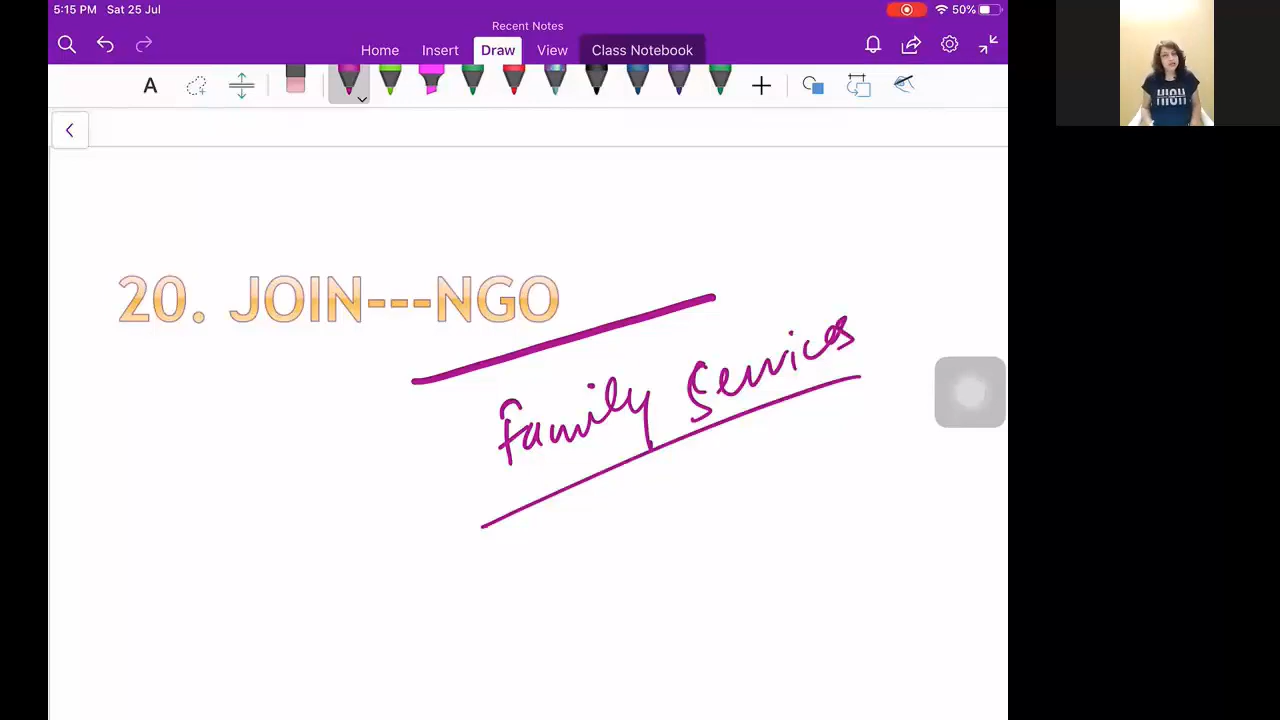 5:15 PM Sat 25 Jul
50%
Recent Notes
Home Insert Draw View Class Notebook
A
HIGH
20. JOIN---NGO
Family Services